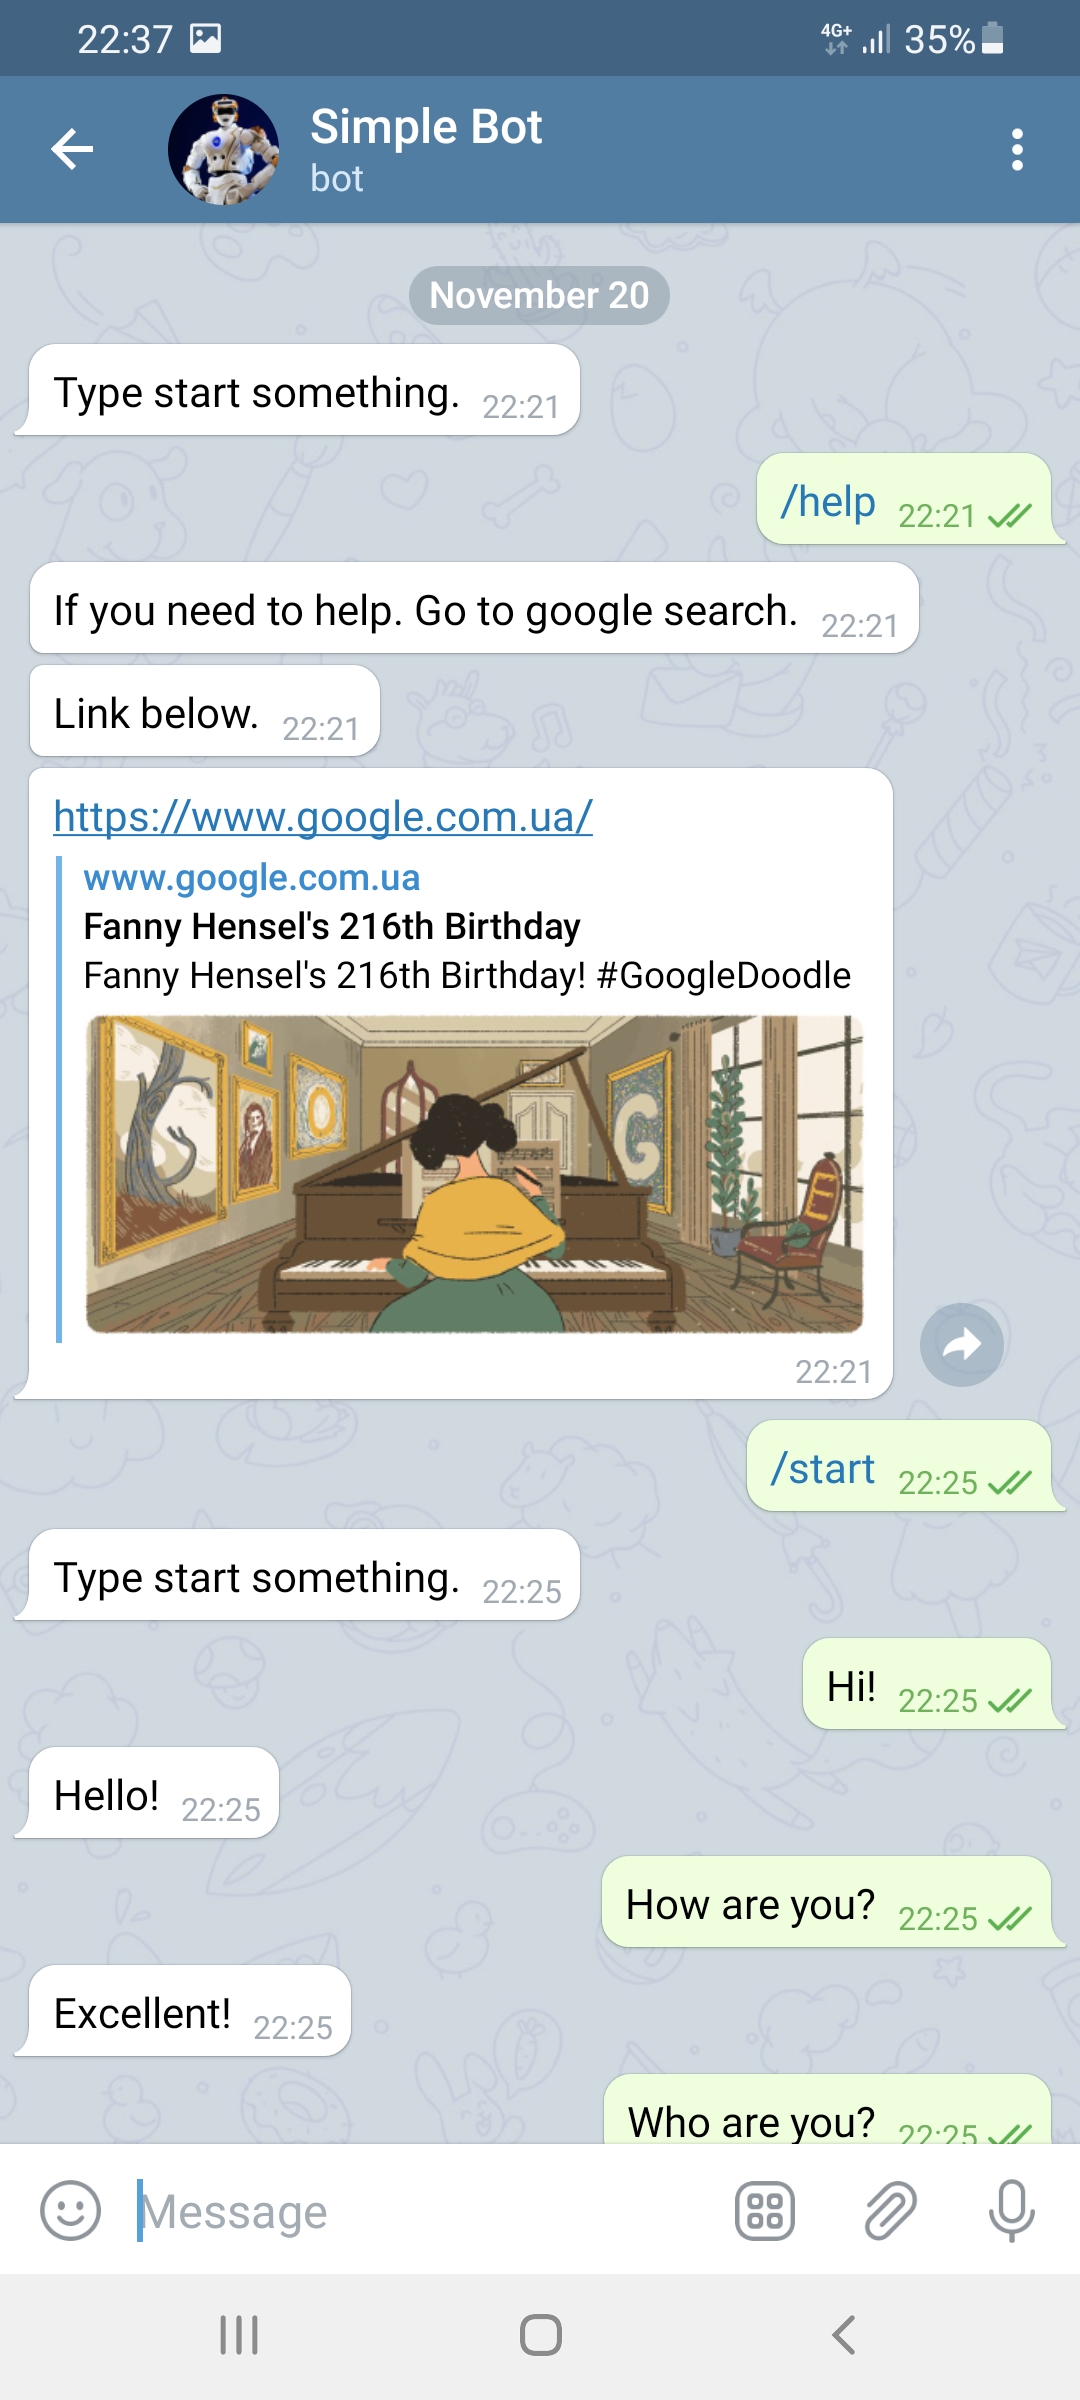 22:37
4G+ 35%
Simple Bot
bot
November 20
Type start something. 22:21
/help 22:21
If you need to help. Go to google search. 22:21
Link below. 22:21
https://www.google.com.ua/
www.google.com.ua
Fanny Hensel's 216th Birthday
Fanny Hensel's 216th Birthday! #GoogleDoodle
G
22:21
/start 22:25
Type start something. 22:25
Hi! 22:25
Hello! 22:25
How are you? 22:25
Excellent! 22:25
Who are you? 22:25
Message